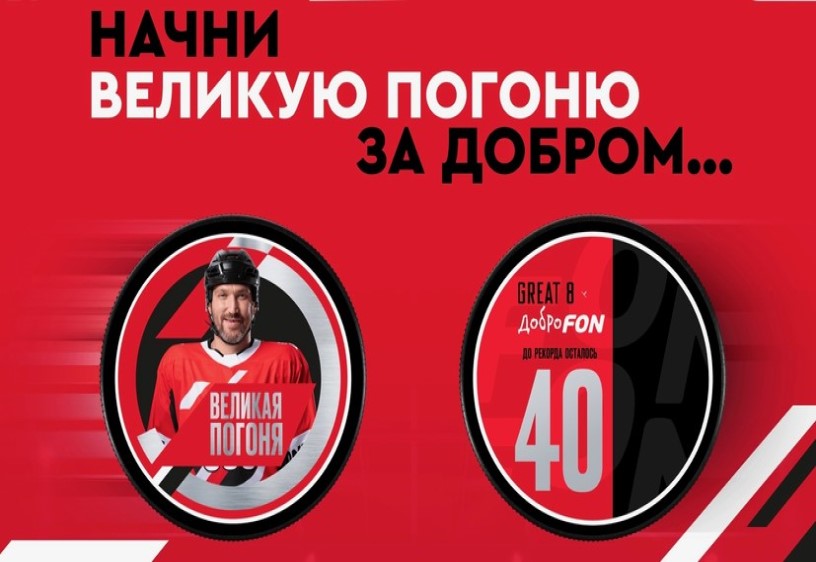 НАЧНИ
ВЕЛИКУЮ ПОГОНЮ
ЗА ДОБРОМ...
ВЕЛИКАЯ
ПОГОНЯ
GREAT 8
ДоброFON
ДО РЕКОРДА ОСТАЛОСЬ
40